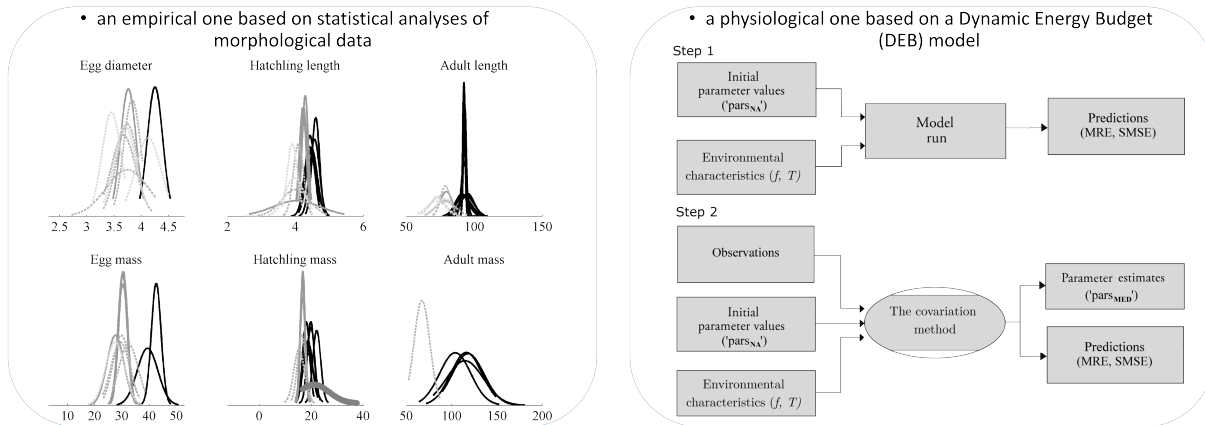 • an empirical one based on statistical analyses of
morphological data
Egg diameter
Hatchling length
Adult length
2.5 3 3.5 4 4.5
2 4 6
50 100 150
Egg mass
Hatchling mass
Adult mass
10 20 30 40 50
0 20 40
50 100 150 200
• a physiological one based on a Dynamic Energy Budget
(DEB) model
Step 1
Initial
parameter values
('parsNA')
Environmental
characteristics (f, T)
Model
run
Predictions
(MRE, SMSE)
Step 2
Observations
Initial
parameter values
('parsNA')
Environmental
characteristics (f, T)
The covariation
method
Parameter estimates
('parsMED')
Predictions
(MRE, SMSE)